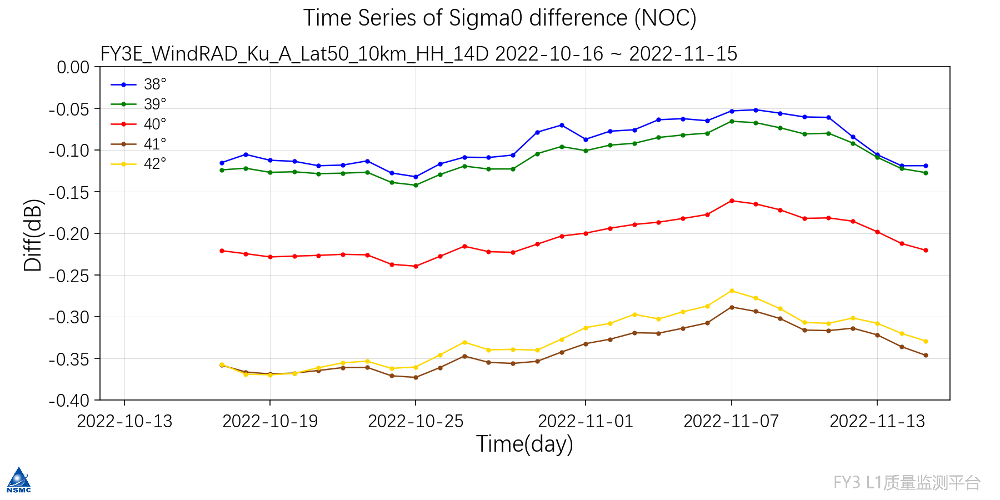 Time Series of Sigma0 difference (NOC)
FY3E_WindRAD_Ku_A_Lat50_10km_HH_14D 2022-10-16 ~ 2022-11-15
0.00
-0.05
-0.10
-0.15
-0.20
-0.25
-0.30
-0.35
-0.40
Diff(dB)
38°
39°
40°
41°
42°
2022-10-13 2022-10-19 2022-10-25 2022-11-01 2022-11-07 2022-11-13
Time(day)
NSMC
FY3 L1质量监测平台